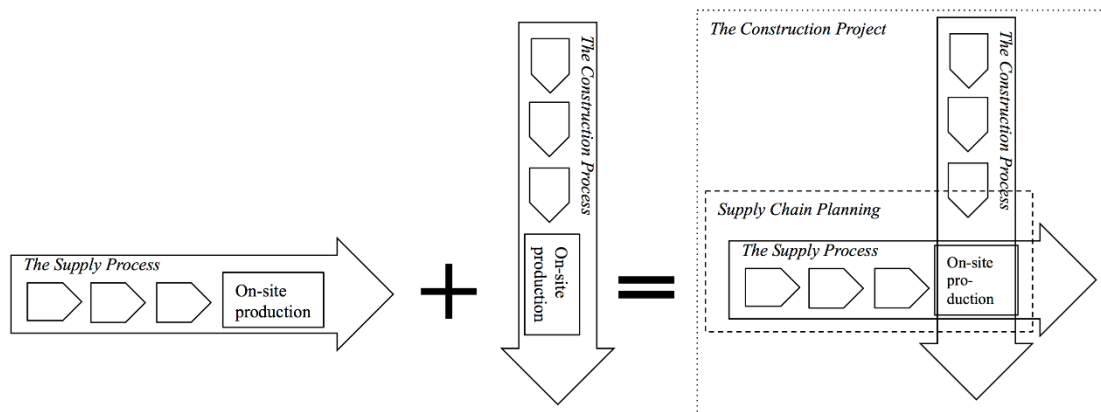 The Supply Process
On-site
production
+
The Construction Process
On-site
production
=
The Construction Project
The Construction Process
Supply Chain Planning
The Supply Process
On-site
pro-
duction